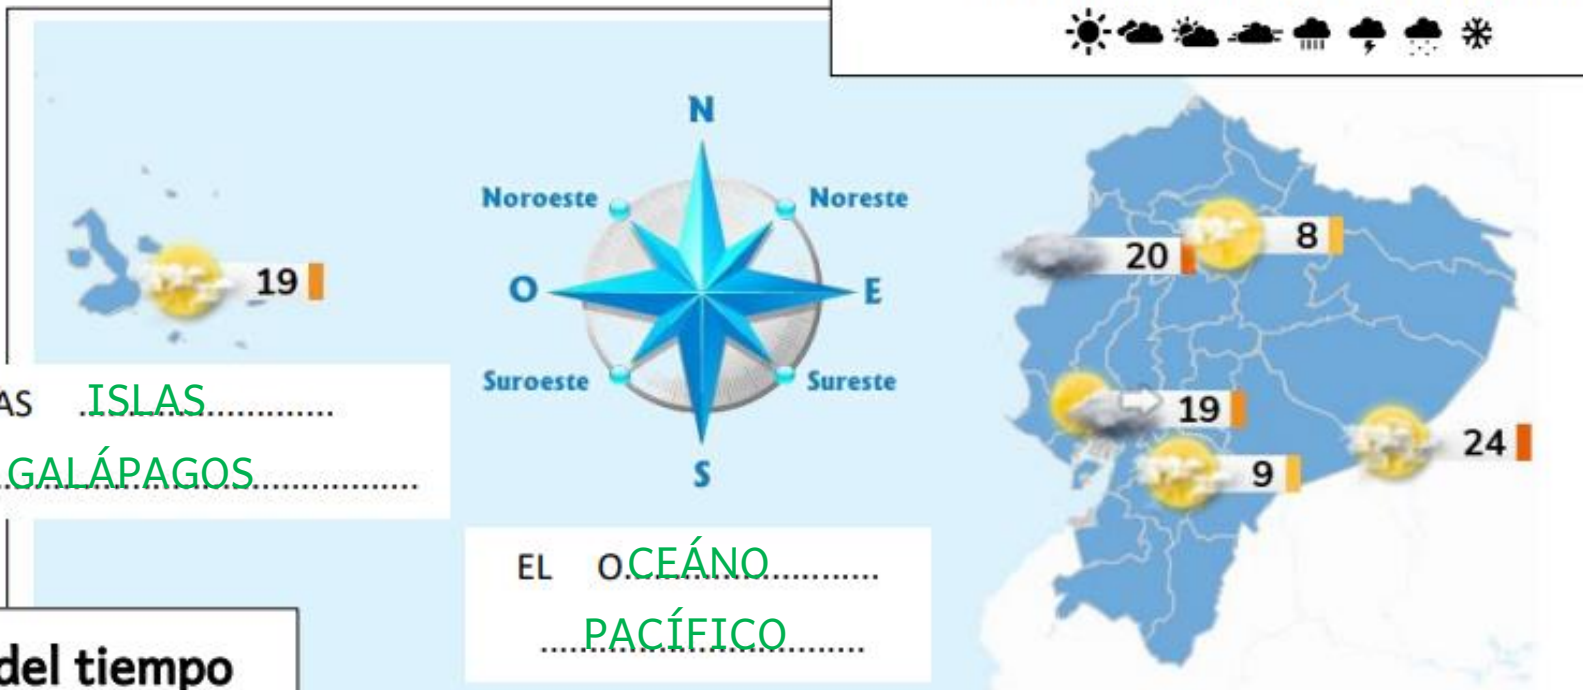 N
Noroeste
Noreste
20
8
19
O
E
Suroeste
Sureste
19
24
9
S
AS ISLAS
GALÁPAGOS
EL OCEÁNO
PACÍFICO
del tiempo